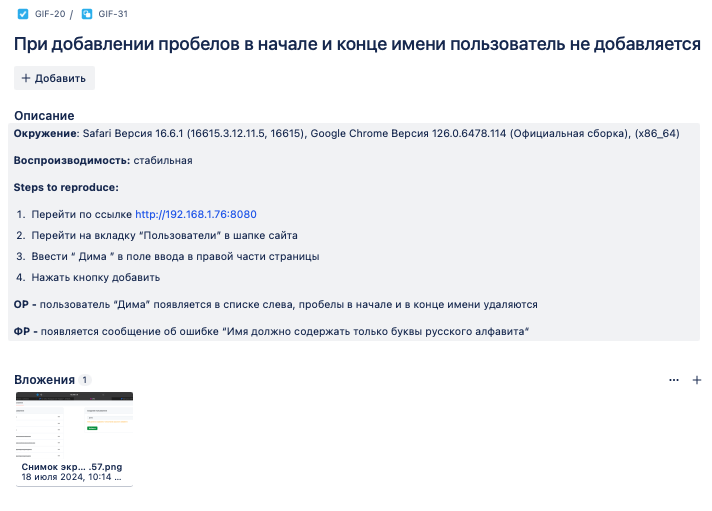 GIF-20 / GIF-31
При добавлении пробелов в начале и конце имени пользователь не добавляется
+ Добавить
Описание
Окружение: Safari Версия 16.6.1 (16615.3.12.11.5, 16615), Google Chrome Версия 126.0.6478.114 (Официальная сборка), (x86_64)
Воспроизводимость: стабильная
Steps to reproduce:
1. Перейти по ссылке http://192.168.1.76:8080
2. Перейти на вкладку “Пользователи” в шапке сайта
3. Ввести “ Дима ” в поле ввода в правой части страницы
4. Нажать кнопку добавить
ОР - пользователь “Дима” появляется в списке слева, пробелы в начале и в конце имени удаляются
ФР - появляется сообщение об ошибке “Имя должно содержать только буквы русского алфавита“
Вложения 1
Снимок экр... .57.png
18 июля 2024, 10:14 ...